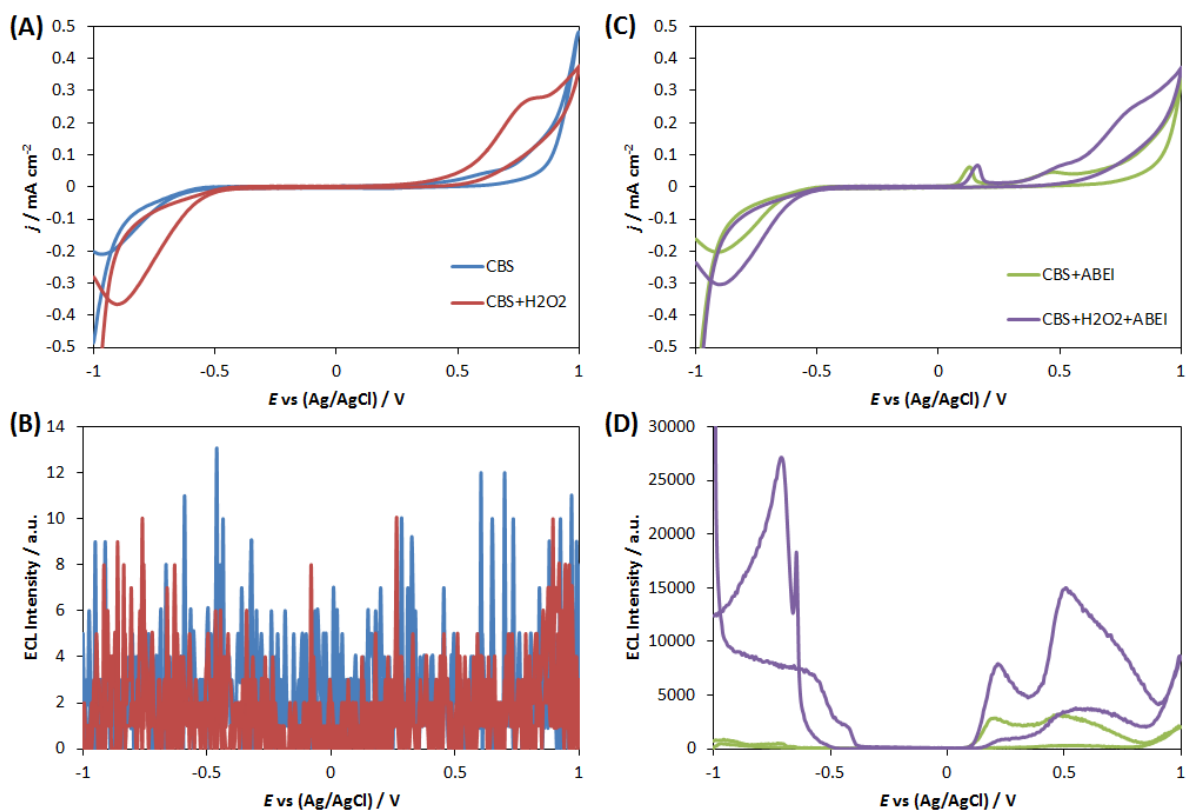 (A)
0.5
0.4
0.3
0.2
0.1
0
-0.1
-0.2
-0.3
-0.4
-0.5
j / mA cm-2
-1 -0.5 0 0.5 1
E vs (Ag/AgCl) / V
CBS
CBS+H2O2
(C)
0.5
0.4
0.3
0.2
0.1
0
-0.1
-0.2
-0.3
-0.4
-0.5
j / mA cm-2
-1 -0.5 0 0.5 1
E vs (Ag/AgCl) / V
CBS+ABEI
CBS+H2O2+ABEI
(B)
14
12
10
8
6
4
2
0
ECL Intensity / a.u.
-1 -0.5 0 0.5 1
E vs (Ag/AgCl) / V
(D)
30000
25000
20000
15000
10000
5000
0
ECL Intensity / a.u.
-1 -0.5 0 0.5 1
E vs (Ag/AgCl) / V